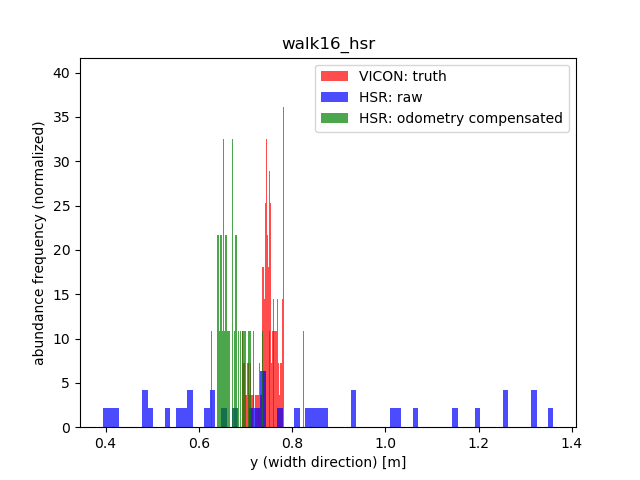 walk16_hsr
VICON: truth
HSR: raw
HSR: odometry compensated
abundance frequency (normalized)
40
35
30
25
20
15
10
5
0
0.4 0.6 0.8 1.0 1.2 1.4
y (width direction) [m]